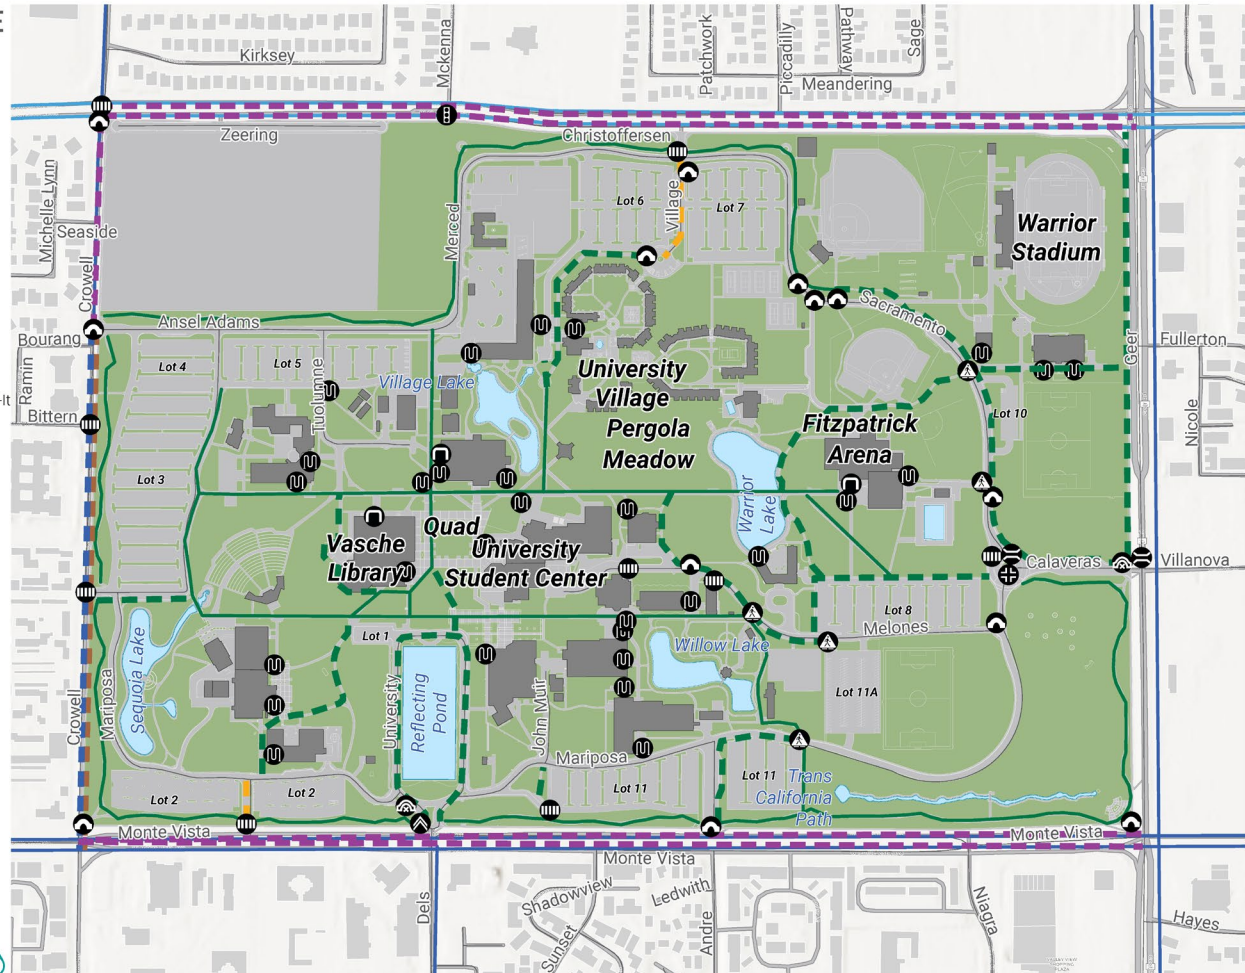 Kirksey
Mckenna
Patchwork
Piccadilly
Pathway
Sage
Meandering
Zeering
Christoffersen
Michelle Lynn
Seaside
Crowell
Merced
Lot 6
Village
Lot 7
Warrior
Stadium
Sacramento
Geer
Ansel Adams
Bourang
Ramin
Bittern
Fullerton
Nicole
Lot 4
Lot 5
Tuolumne
Village Lake
University
Village
Pergola
Meadow
Fitzpatrick
Arena
Lot 10
Lot 3
Warrior
Lake
Quad
Vasche
Library
University
Student Center
Calaveras
Villanova
Lot 8
Melones
Lot 1
Willow Lake
Sequoia Lake
Mariposa
Crowell
University
Reflecting
Pond
John Muir
Lot 11A
Mariposa
Lot 2
Lot 2
Lot 11
Lot 11
Trans
California
Path
Monte Vista
Monte Vista
Monte Vista
Dels
Shadowview
Sunset
Ledwith
Andre
Niagra
Hayes